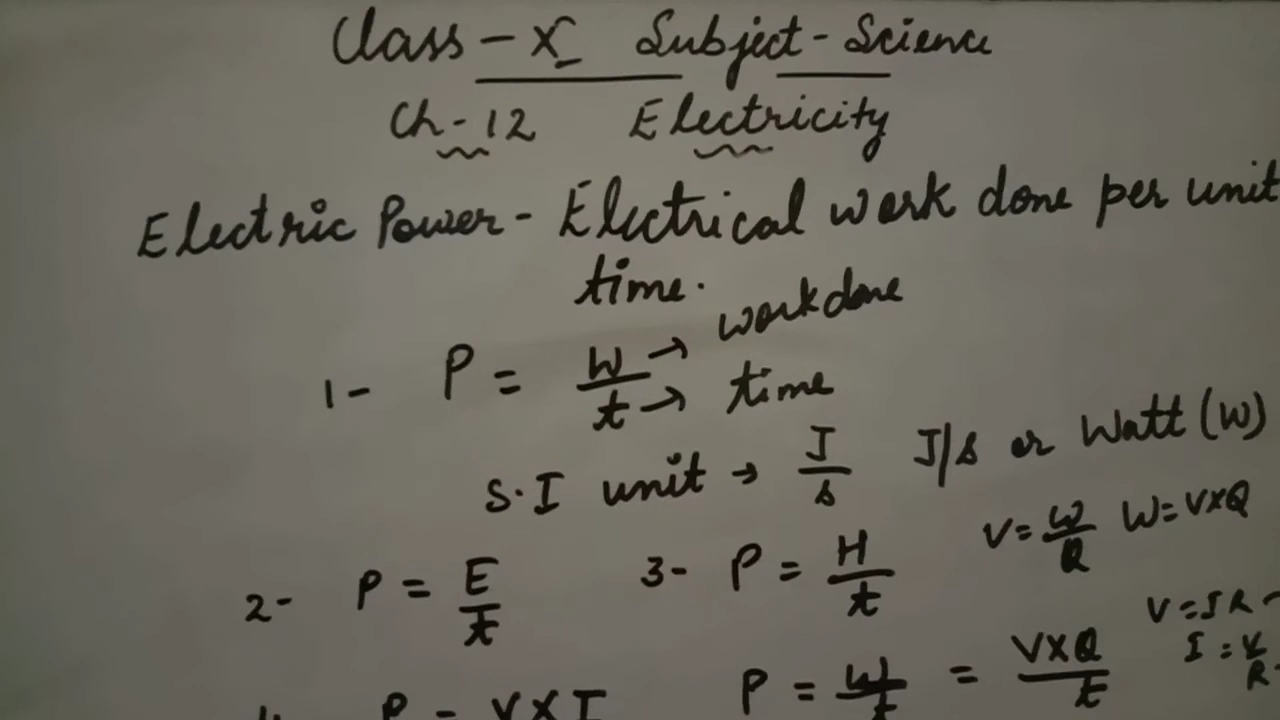 Class - X Subject - Science
Ch - 12 Electricity
Electric Power - Electrical work done per unit
time.
1 - P = W/t → work done
→ time
S.I unit → J/s J/s or Watt (W)
V = W/Q W = V×Q
2 - P = E/t 3 - P = H/t
V = IR
I = V/R
P = W/t = V×Q/t
P = V×I